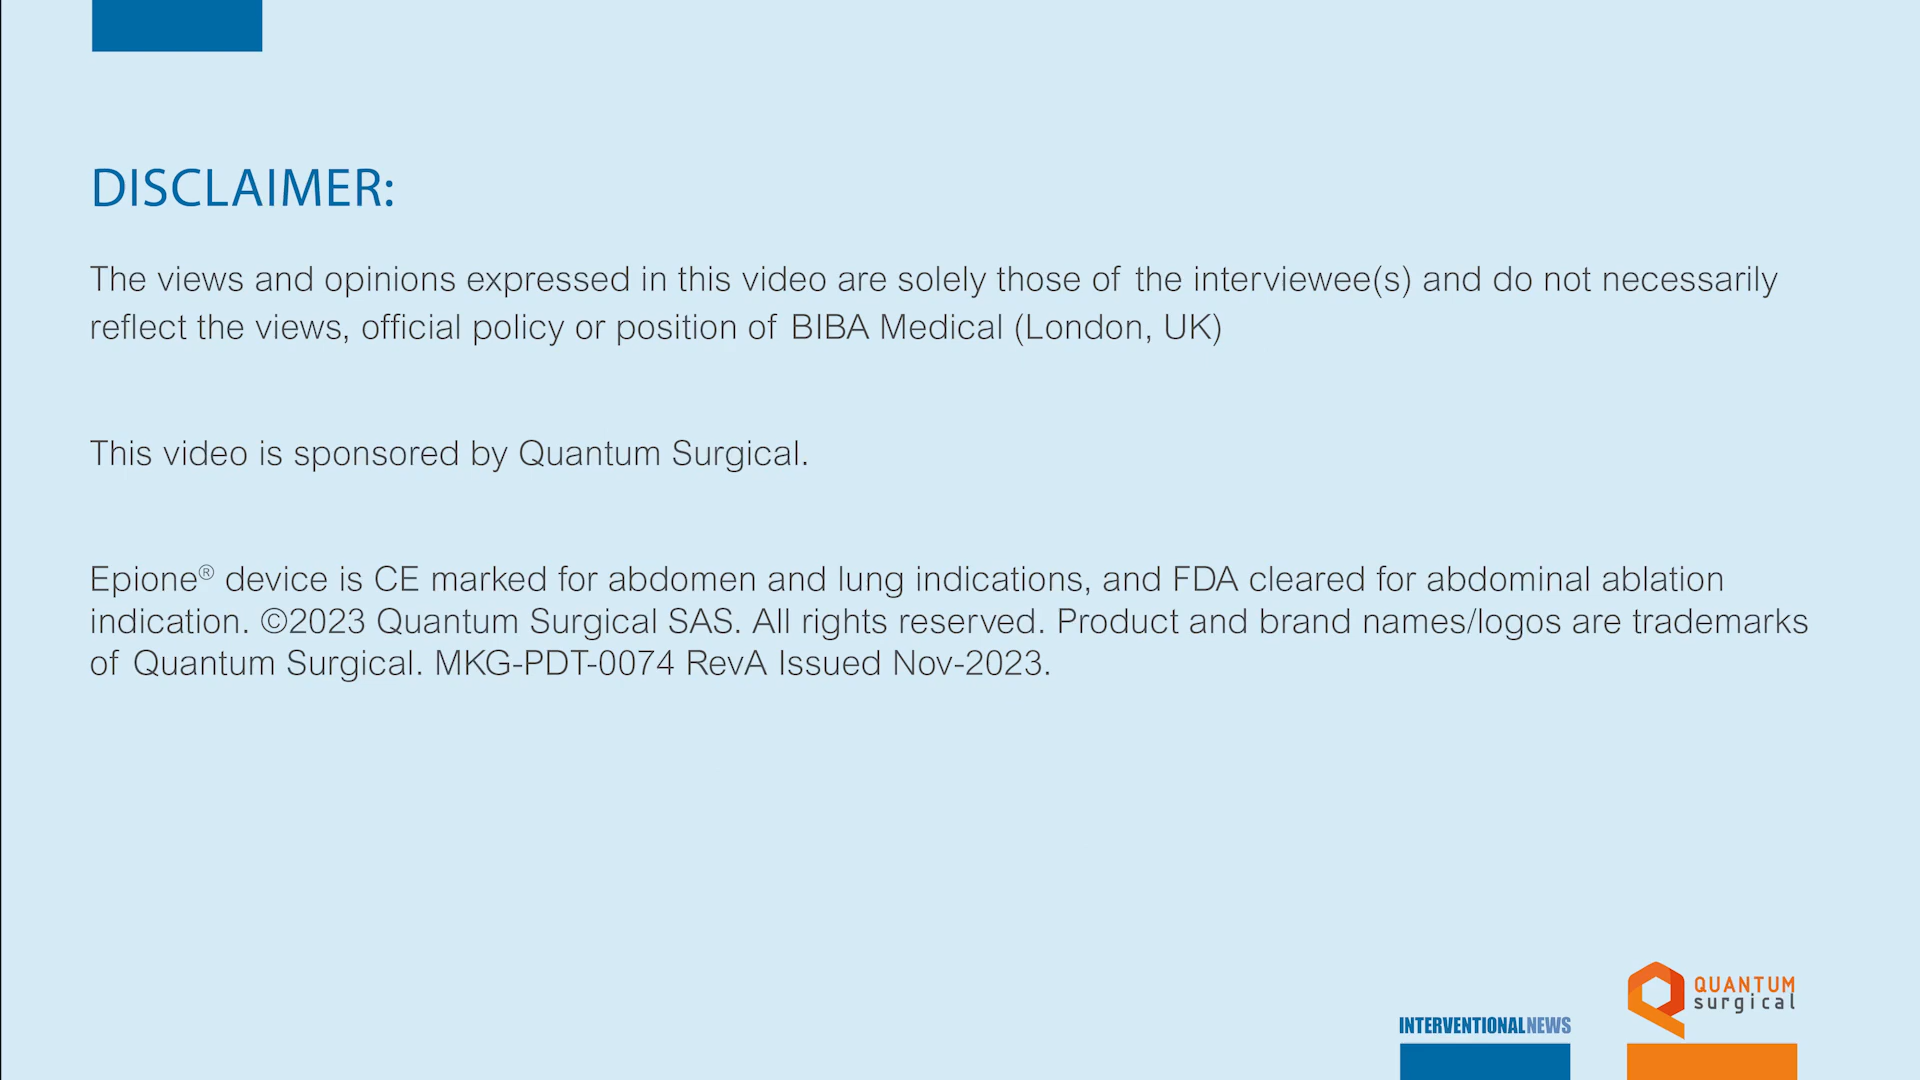 DISCLAIMER:
The views and opinions expressed in this video are solely those of the interviewee(s) and do not necessarily
reflect the views, official policy or position of BIBA Medical (London, UK)
This video is sponsored by Quantum Surgical.
Epione® device is CE marked for abdomen and lung indications, and FDA cleared for abdominal ablation
indication. ©2023 Quantum Surgical SAS. All rights reserved. Product and brand names/logos are trademarks
of Quantum Surgical. MKG-PDT-0074 RevA Issued Nov-2023.
INTERVENTIONALNEWS
QUANTUM
surgical